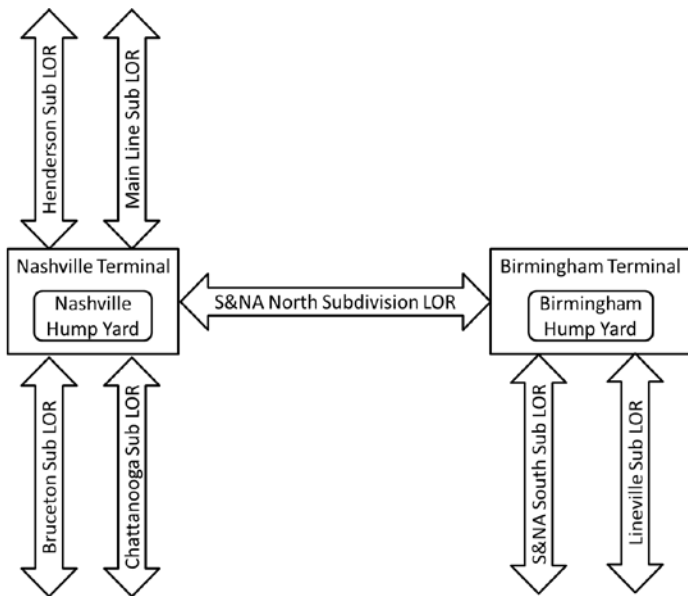 Henderson Sub LOR
Main Line Sub LOR
Nashville Terminal
Nashville
Hump Yard
S&NA North Subdivision LOR
Birmingham Terminal
Birmingham
Hump Yard
Bruceton Sub LOR
Chattanooga Sub LOR
S&NA South Sub LOR
Lineville Sub LOR